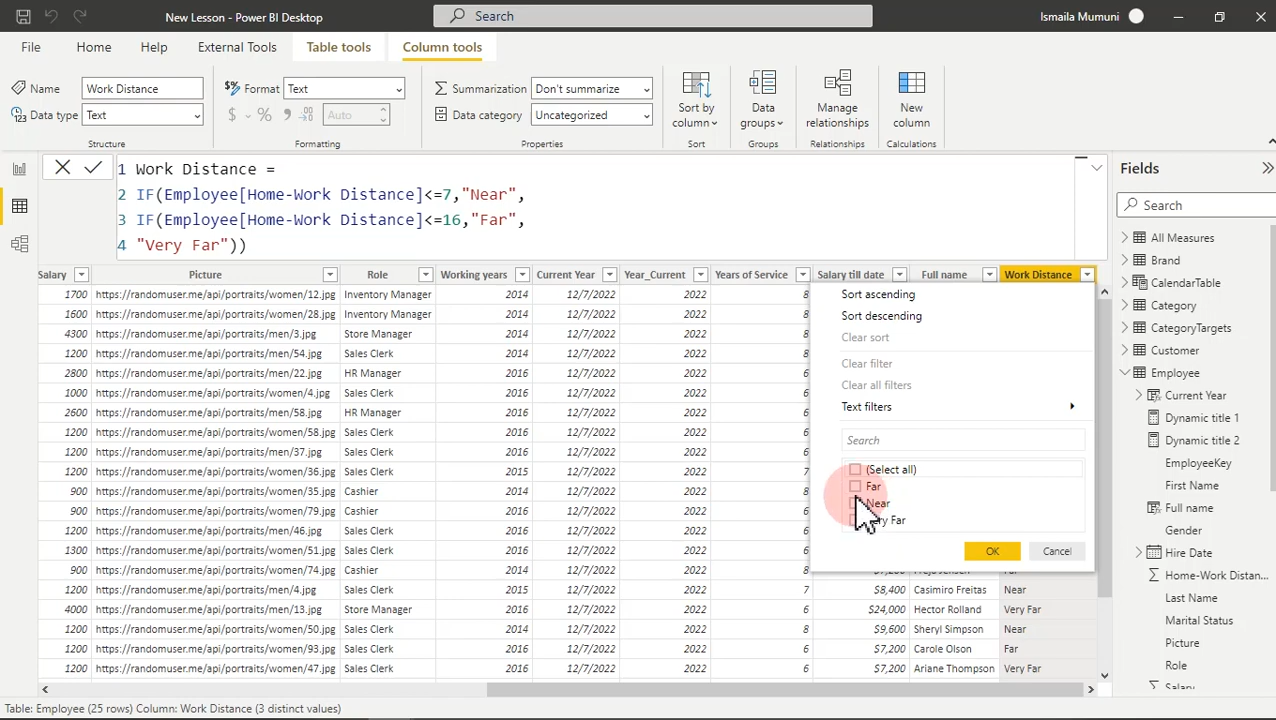 New Lesson - Power BI Desktop
Search
Ismaila Mumuni
File
Home
Help
External Tools
Table tools
Column tools
Name
Work Distance
Format
Text
Summarization
Don't summarize
Data type
Text
$
%
Auto
Data category
Uncategorized
Sort by
column
Data
groups
Manage
relationships
New
column
Structure
Formatting
Properties
Sort
Groups
Relationships
Calculations
1 Work Distance =
2 IF(Employee[Home-Work Distance]<=7,"Near",
3 IF(Employee[Home-Work Distance]<=16,"Far",
4 "Very Far"))
Salary Picture Role Working years Current Year Year_Current Years of Service Salary till date Full name Work Distance
1700 https://randomuser.me/api/portraits/women/12.jpg Inventory Manager 2014 12/7/2022 2022 8
1600 https://randomuser.me/api/portraits/women/28.jpg Inventory Manager 2014 12/7/2022 2022 8
4300 https://randomuser.me/api/portraits/men/3.jpg Store Manager 2014 12/7/2022 2022 8
1200 https://randomuser.me/api/portraits/men/54.jpg Sales Clerk 2014 12/7/2022 2022 8
2800 https://randomuser.me/api/portraits/men/22.jpg HR Manager 2016 12/7/2022 2022 6
1000 https://randomuser.me/api/portraits/women/4.jpg Sales Clerk 2016 12/7/2022 2022 6
2600 https://randomuser.me/api/portraits/men/58.jpg HR Manager 2016 12/7/2022 2022 6
1200 https://randomuser.me/api/portraits/women/58.jpg Sales Clerk 2016 12/7/2022 2022 6
1200 https://randomuser.me/api/portraits/men/37.jpg Sales Clerk 2016 12/7/2022 2022 6
1200 https://randomuser.me/api/portraits/women/36.jpg Sales Clerk 2015 12/7/2022 2022 7
900 https://randomuser.me/api/portraits/women/35.jpg Cashier 2014 12/7/2022 2022 8
900 https://randomuser.me/api/portraits/women/79.jpg Cashier 2016 12/7/2022 2022 6
1200 https://randomuser.me/api/portraits/men/46.jpg Sales Clerk 2016 12/7/2022 2022 6
1300 https://randomuser.me/api/portraits/women/51.jpg Sales Clerk 2016 12/7/2022 2022 6
900 https://randomuser.me/api/portraits/women/74.jpg Cashier 2014 12/7/2022 2022 8
1200 https://randomuser.me/api/portraits/men/4.jpg Sales Clerk 2015 12/7/2022 2022 7 $8,400 Casimiro Freitas Near
4000 https://randomuser.me/api/portraits/men/13.jpg Store Manager 2016 12/7/2022 2022 6 $24,000 Hector Rolland Very Far
1200 https://randomuser.me/api/portraits/women/50.jpg Sales Clerk 2014 12/7/2022 2022 8 $9,600 Sheryl Simpson Near
1200 https://randomuser.me/api/portraits/women/93.jpg Sales Clerk 2016 12/7/2022 2022 6 $7,200 Carole Olson Far
1200 https://randomuser.me/api/portraits/women/47.jpg Sales Clerk 2016 12/7/2022 2022 6 $7,200 Ariane Thompson Very Far
Sort ascending
Sort descending
Clear sort
Clear filter
Clear all filters
Text filters
Search
(Select all)
Far
Near
Far
OK
Cancel
Fields
Search
All Measures
Brand
CalendarTable
Category
CategoryTargets
Customer
Employee
Current Year
Dynamic title 1
Dynamic title 2
EmployeeKey
First Name
Full name
Gender
Hire Date
Home-Work Distan...
Last Name
Marital Status
Picture
Role
Salary
Table: Employee (25 rows) Column: Work Distance (3 distinct values)